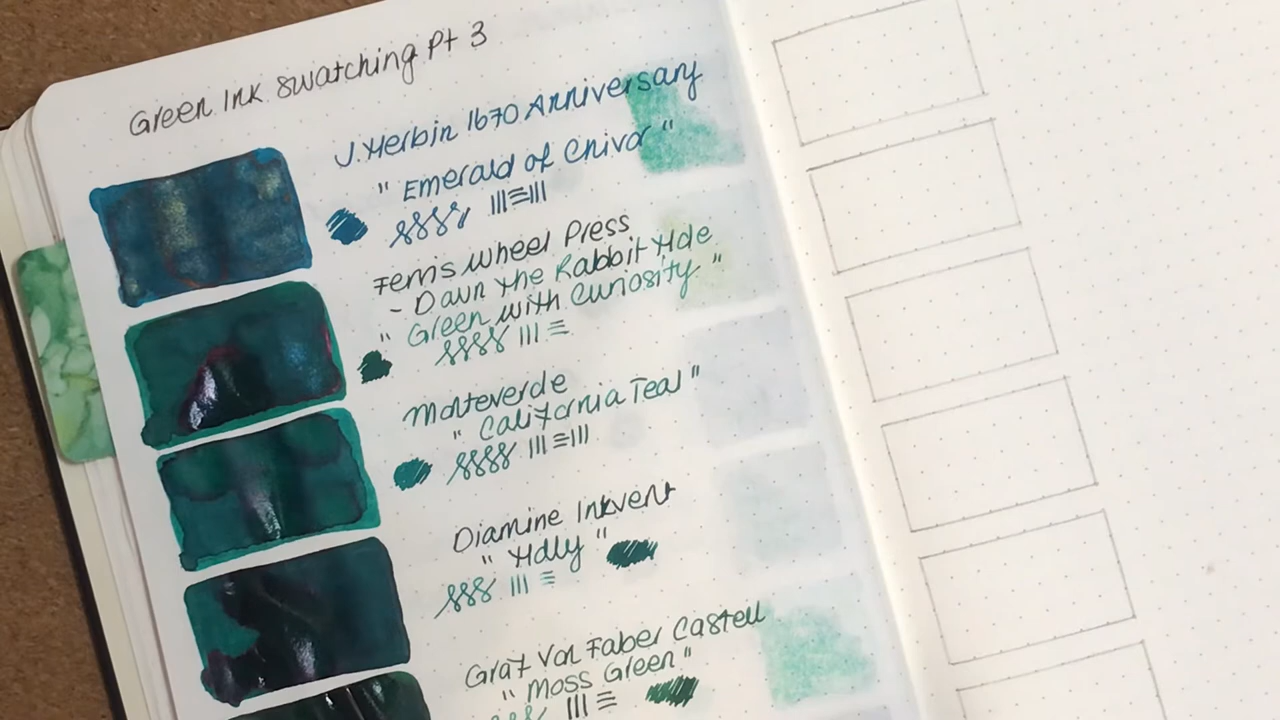 Green Ink Swatching Pt 3
J. Herbin 1670 Anniversary
"Emerald of Chivor"
Ferris Wheel Press
- Down the Rabbit Hole
"Green with Curiosity"
Monteverde
"California Teal"
Diamine Inkvent
"Holly"
Graf Von Faber Castell
"Moss Green"